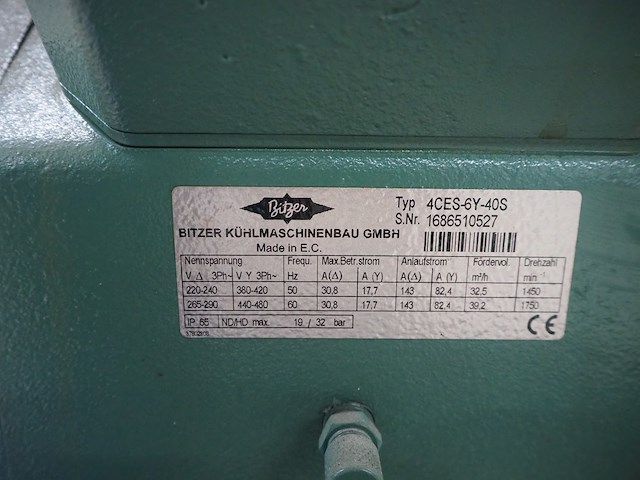 Bitzer
Typ 4CES-6Y-40S
S.Nr. 1686510527
BITZER KÜHLMASCHINENBAU GMBH
Made in E.C.
Nennspannung Frequ. Max.Betr.strom Anlaufstrom Fördervol. Drehzahl
V Δ 3Ph~ V Y 3Ph~ Hz A(Δ) A (Y) A(Δ) A (Y) m³/h min
220-240 380-420 50 30,8 17,7 143 82,4 32,5 1450
265-290 440-480 60 30,8 17,7 143 82,4 39,2 1750
ND/HD max. 19 / 32 bar
CE